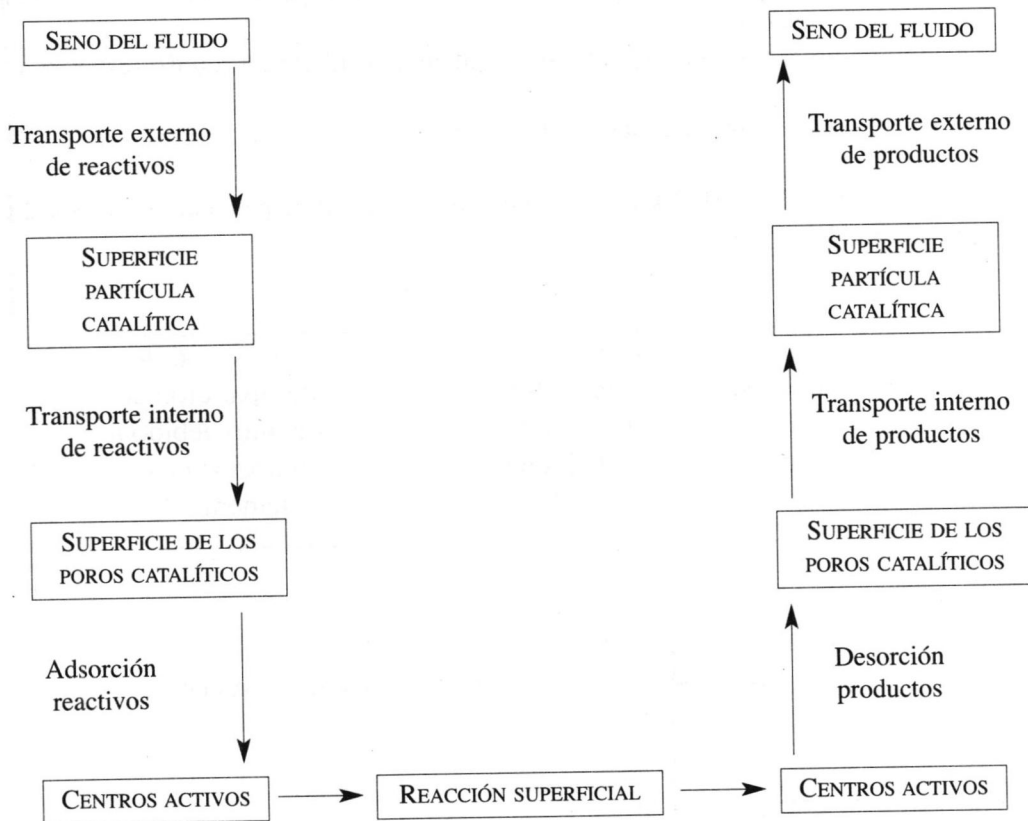 SENO DEL FLUIDO
Transporte externo
de reactivos
SUPERFICIE
PARTÍCULA
CATALÍTICA
Transporte interno
de reactivos
SUPERFICIE DE LOS
POROS CATALÍTICOS
Adsorción
reactivos
CENTROS ACTIVOS
REACCIÓN SUPERFICIAL
CENTROS ACTIVOS
Desorción
productos
SUPERFICIE DE LOS
POROS CATALÍTICOS
Transporte interno
de productos
SUPERFICIE
PARTÍCULA
CATALÍTICA
Transporte externo
de productos
SENO DEL FLUIDO